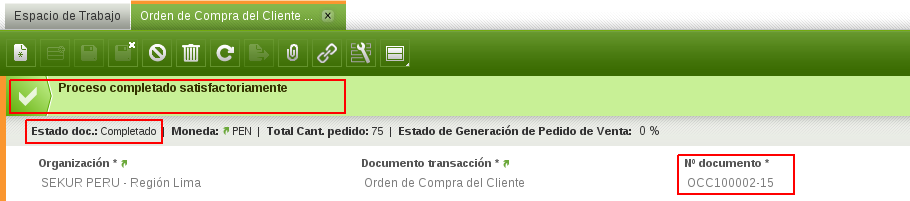 Espacio de Trabajo
Orden de Compra del Cliente ...
Proceso completado satisfactoriamente
Estado doc.: Completado | Moneda: PEN | Total Cant. pedido: 75 | Estado de Generación de Pedido de Venta: 0 %
Organización * Documento transacción * Nº documento *
SEKUR PERU - Región Lima Orden de Compra del Cliente OCC100002-15